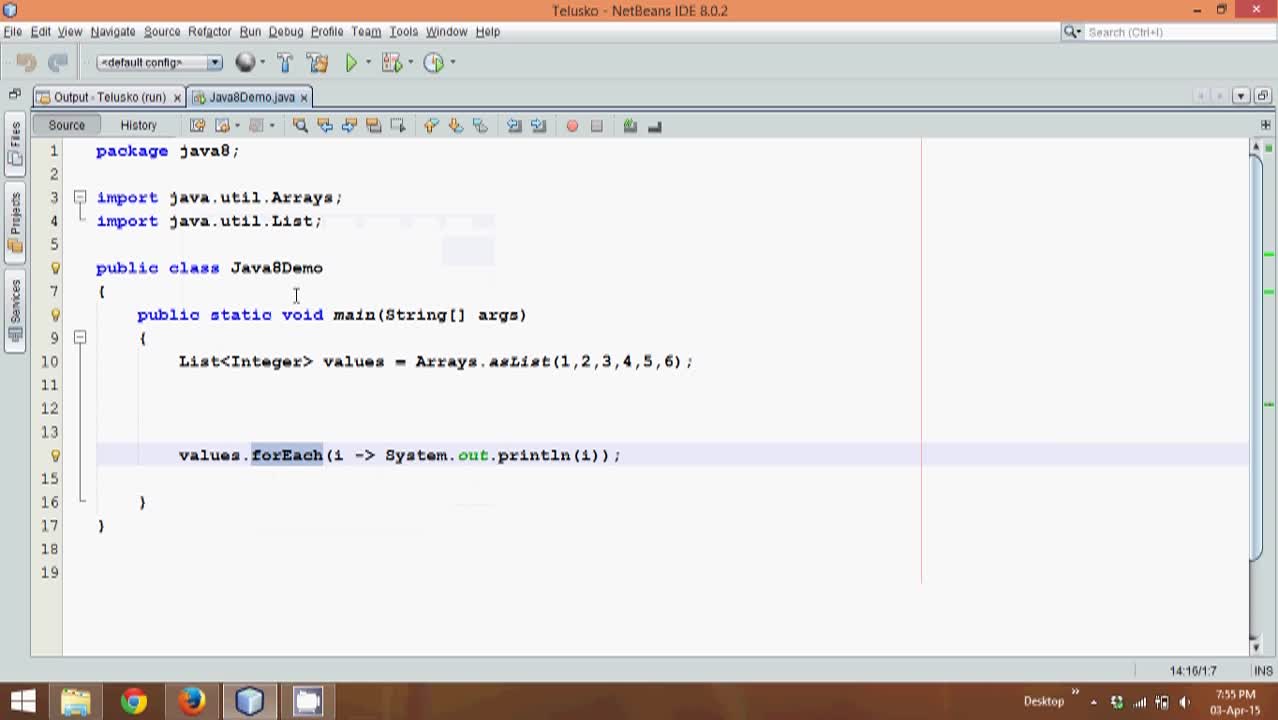 Telusko - NetBeans IDE 8.0.2
File Edit View Navigate Source Refactor Run Debug Profile Team Tools Window Help
Search (Ctrl+I)
<default config>
Output - Telusko (run) x Java8Demo.java x
Source History
Files
Projects
Services
1 package java8;
2
3 import java.util.Arrays;
4 import java.util.List;
5
public class Java8Demo
7 {
public static void main(String[] args)
9 {
10 List<Integer> values = Arrays.asList(1,2,3,4,5,6);
11
12
13
values.forEach(i -> System.out.println(i));
15
16 }
17 }
18
19
14:16/1:7 INS
Desktop
7:55 PM
03-Apr-15